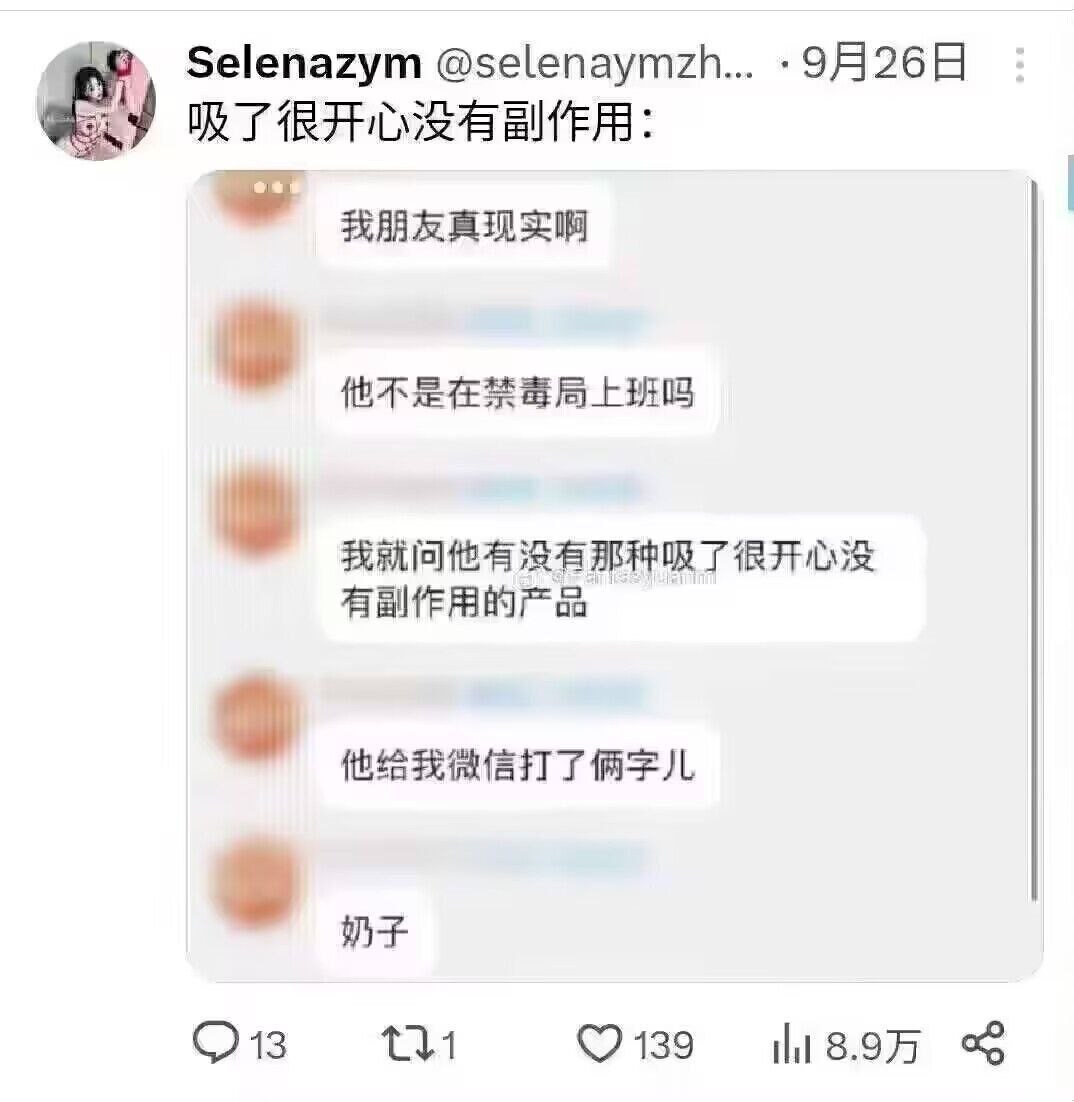 Selenazym @selenaymzh... · 9月26日
吸了很开心没有副作用：
我朋友真现实啊
他不是在禁毒局上班吗
我就问他有没有那种吸了很开心没
有副作用的产品
他给我微信打了俩字儿
奶子
13 1 139 8.9万